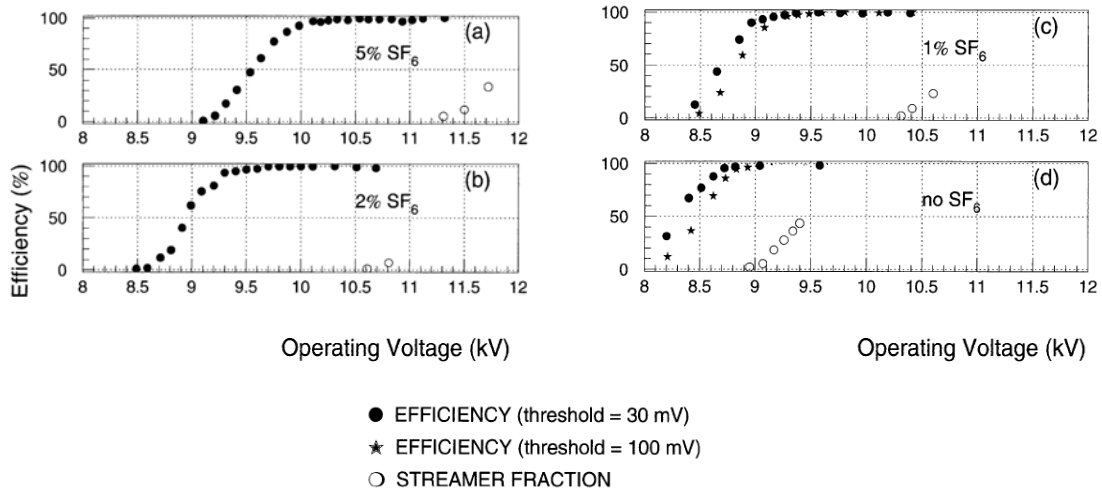 100
(a)
5% SF6
50
0
8 8.5 9 9.5 10 10.5 11 11.5 12
100
(b)
2% SF6
50
0
8 8.5 9 9.5 10 10.5 11 11.5 12
Efficiency (%)
Operating Voltage (kV)
100
(c)
1% SF6
50
0
8 8.5 9 9.5 10 10.5 11 11.5 12
100
(d)
no SF6
50
0
8 8.5 9 9.5 10 10.5 11 11.5 12
Operating Voltage (kV)
EFFICIENCY (threshold = 30 mV)
EFFICIENCY (threshold = 100 mV)
STREAMER FRACTION